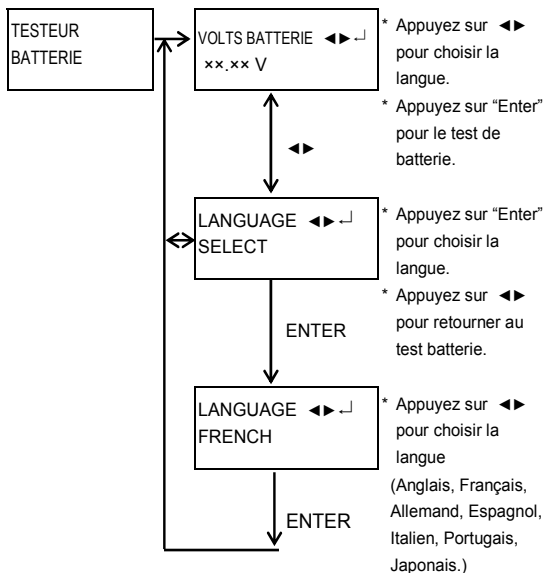 TESTEUR
BATTERIE
VOLTS BATTERIE ◄►↵
××.×× V
* Appuyez sur ◄►
pour choisir la
langue.
* Appuyez sur “Enter”
pour le test de
batterie.
◄►
LANGUAGE ◄►↵
SELECT
* Appuyez sur “Enter”
pour choisir la
langue.
* Appuyez sur ◄►
pour retourner au
test batterie.
ENTER
LANGUAGE ◄►↵
FRENCH
* Appuyez sur ◄►
pour choisir la
langue
(Anglais, Français,
Allemand, Espagnol,
Italien, Portugais,
Japonais.)
ENTER